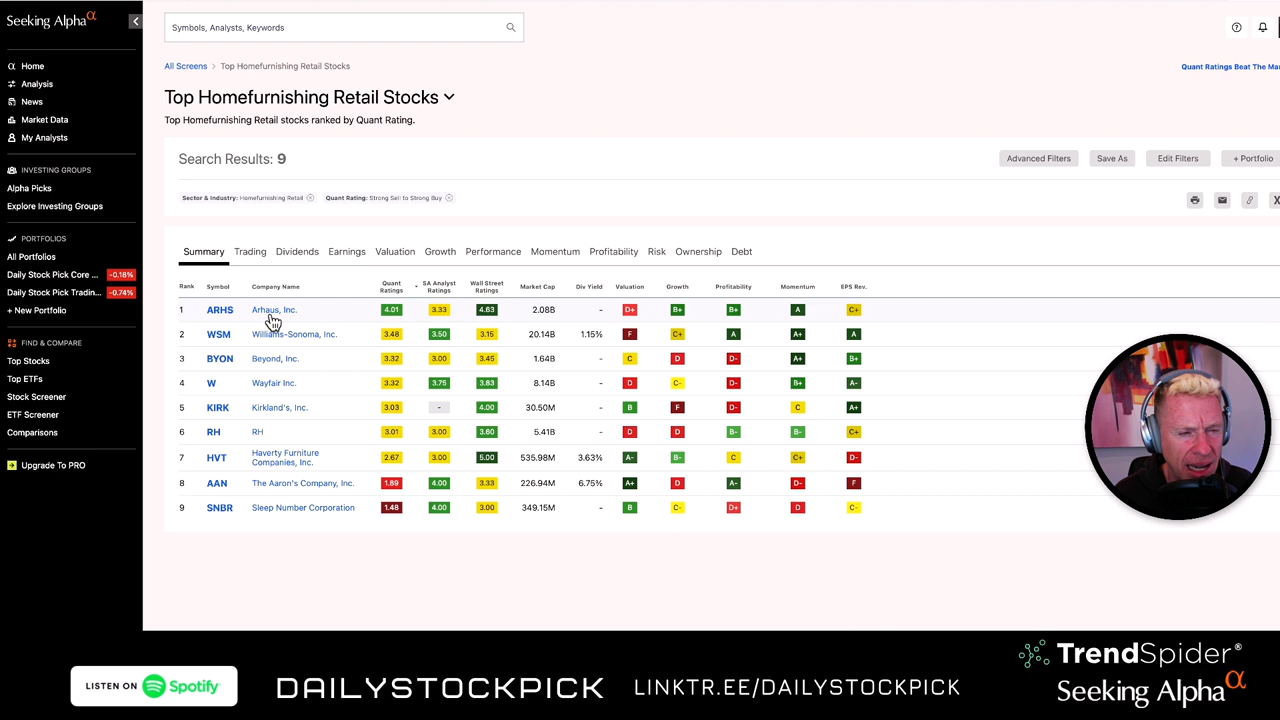 Seeking Alpha α
Symbols, Analysts, Keywords
Home
Analysis
News
Market Data
My Analysts
INVESTING GROUPS
Alpha Picks
Explore Investing Groups
PORTFOLIOS
All Portfolios
Daily Stock Pick Core ... -0.18%
Daily Stock Pick Tradin... -0.74%
+ New Portfolio
FIND & COMPARE
Top Stocks
Top ETFs
Stock Screener
ETF Screener
Comparisons
Upgrade To PRO
All Screens > Top Homefurnishing Retail Stocks
Quant Ratings Beat The Mar
Top Homefurnishing Retail Stocks
Top Homefurnishing Retail stocks ranked by Quant Rating.
Search Results: 9
Advanced Filters Save As Edit Filters + Portfolio
Sector & Industry: Homefurnishing Retail Quant Rating: Strong Sell to Strong Buy
Summary Trading Dividends Earnings Valuation Growth Performance Momentum Profitability Risk Ownership Debt
Rank Symbol Company Name Quant Ratings SA Analyst Ratings Wall Street Ratings Market Cap Div Yield Valuation Growth Profitability Momentum EPS Rev.
1 ARHS Arhaus, Inc. 4.01 3.33 4.63 2.08B - D+ B+ B+ A C+
2 WSM Williams-Sonoma, Inc. 3.48 3.50 3.15 20.14B 1.15% F C+ A A+ A
3 BYON Beyond, Inc. 3.32 3.00 3.45 1.64B - C D D- A+ B+
4 W Wayfair Inc. 3.32 3.75 3.83 8.14B - D C- D- B+ A-
5 KIRK Kirkland's, Inc. 3.03 - 4.00 30.50M - B F D- C A+
6 RH RH 3.01 3.00 3.60 5.41B - D D B- B- C+
7 HVT Haverty Furniture Companies, Inc. 2.67 3.00 5.00 535.98M 3.63% A- B- C C+ D-
8 AAN The Aaron's Company, Inc. 1.89 4.00 3.33 226.94M 6.75% A+ D A- D- F
9 SNBR Sleep Number Corporation 1.48 4.00 3.00 349.15M - B C- D+ D C-
LISTEN ON Spotify
DAILYSTOCKPICK
LINKTR.EE/DAILYSTOCKPICK
TrendSpider®
Seeking Alpha α